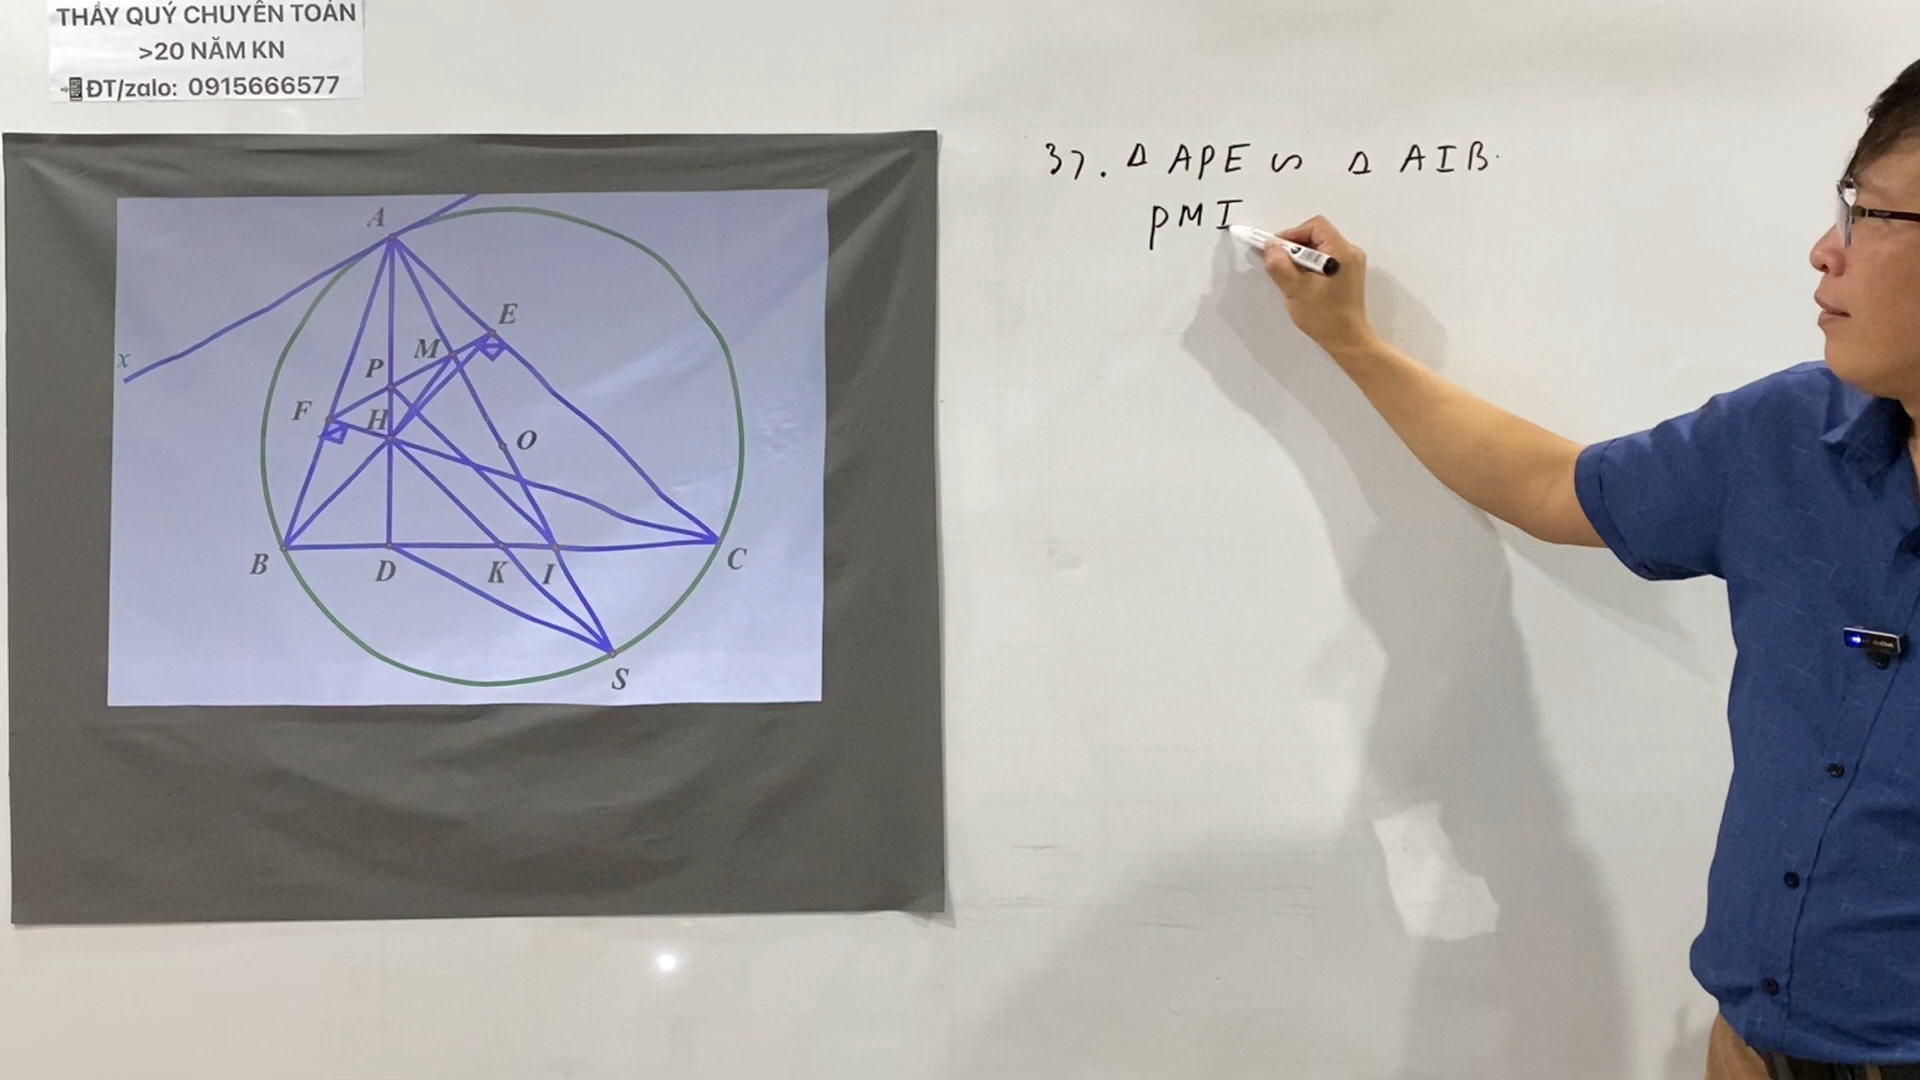 THẦY QUÝ CHUYÊN TOÁN
>20 NĂM KN
ĐT/zalo: 0915666577
A
x
E
M
P
F
H
O
B
D
K
I
C
S
37. Δ APE ∽ Δ AIB.
PMI